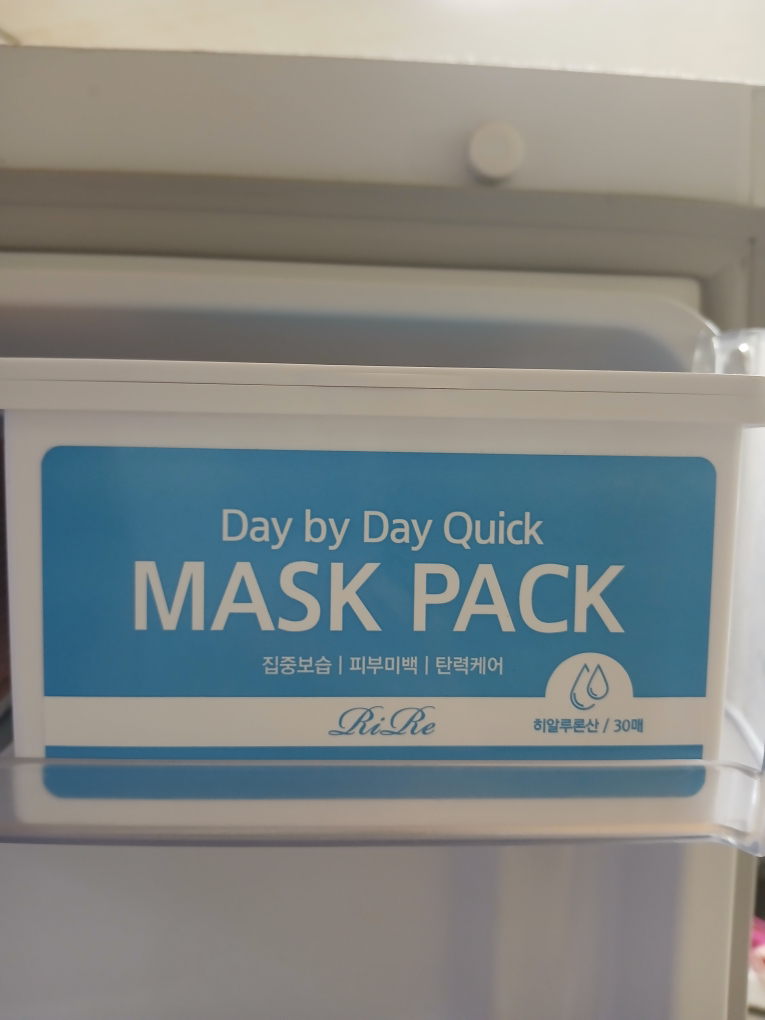 Day by Day Quick
MASK PACK
집중보습 | 피부미백 | 탄력케어
RiRe
히알루론산 / 30매